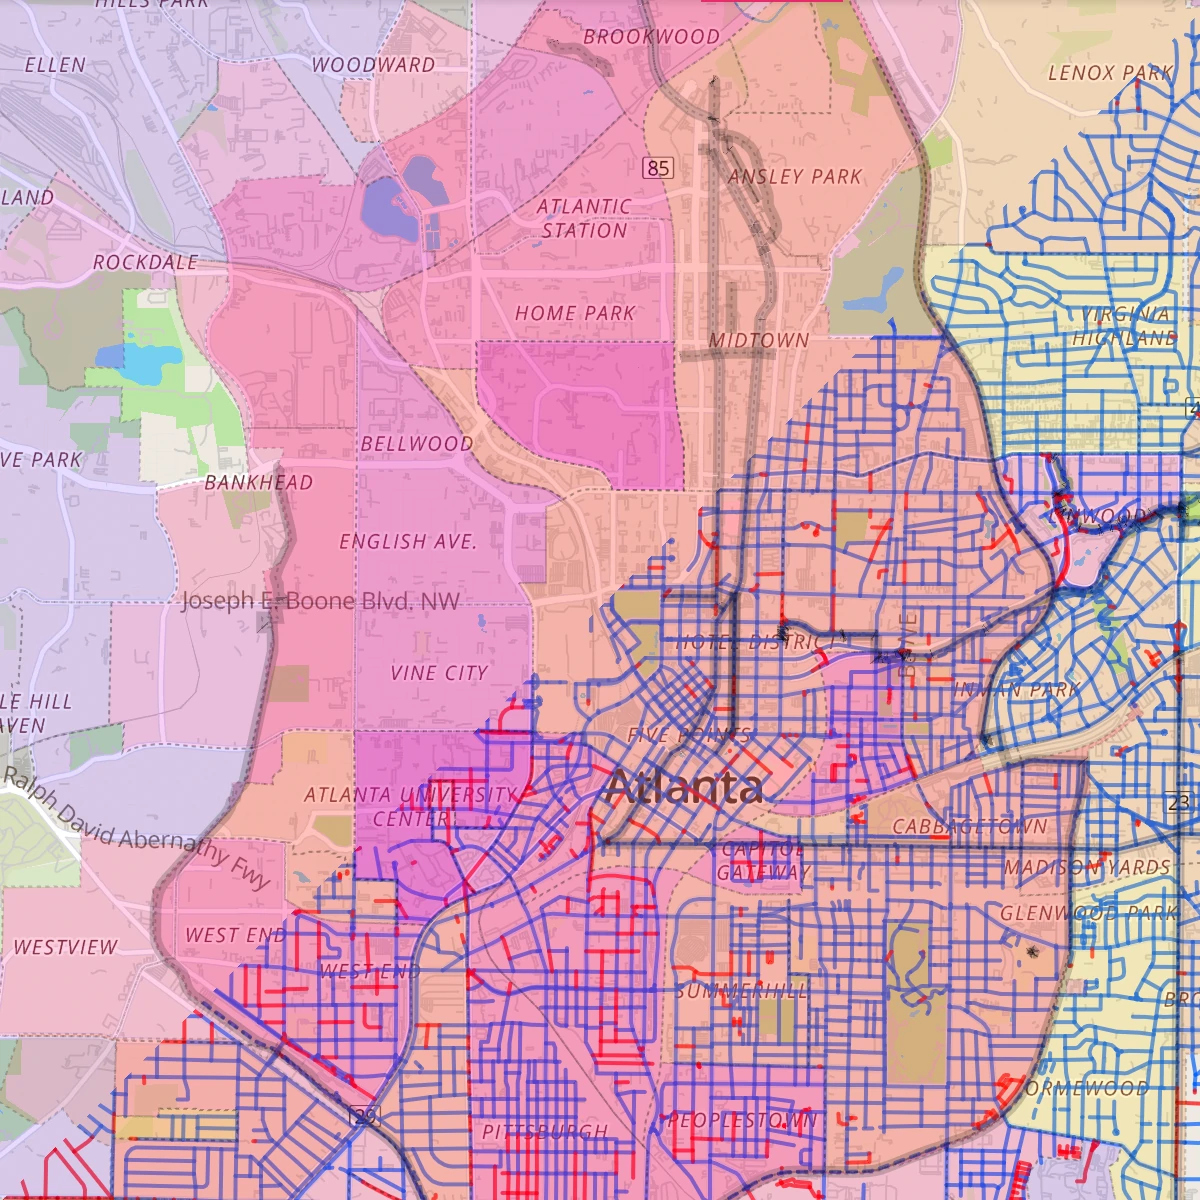 HILLS PARK
BROOKWOOD
ELLEN
WOODWARD
LENOX PARK
85
ANSLEY PARK
LAND
ATLANTIC
STATION
ROCKDALE
HOME PARK
VIRGINIA
HIGHLAND
MIDTOWN
BELLWOOD
VE PARK
BANKHEAD
LINWOOD
ENGLISH AVE.
Joseph E. Boone Blvd, NW
HOTEL DISTRICT
VINE CITY
INMAN PARK
LE HILL
AVEN
FIVE POINTS
Atlanta
ATLANTA UNIVERSITY
CENTER
23
Ralph David Abernathy Fwy
CABBAGETOWN
CAPITOL
GATEWAY
MADISON YARDS
GLENWOOD PARK
WEST END
WESTVIEW
WEST END
SUMMERHILL
BRO
ORMEWOOD
29
PEOPLESTOWN
PITTSBURGH